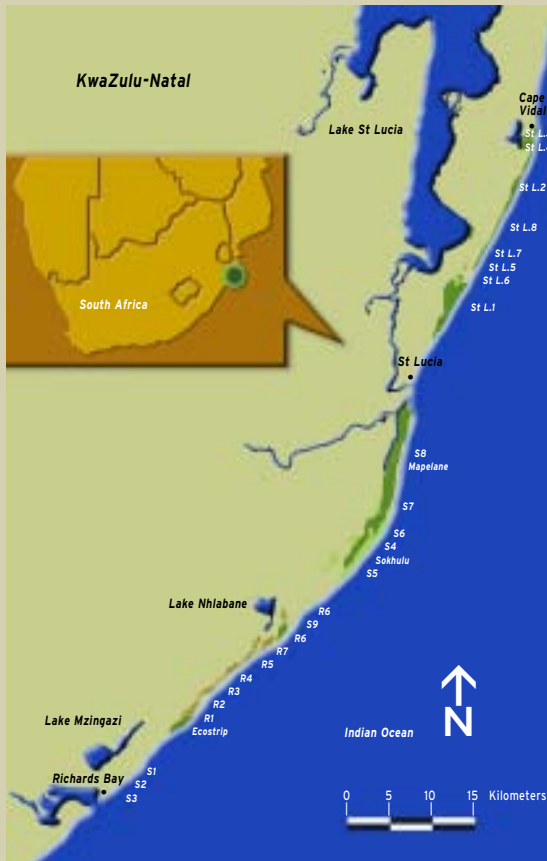 KwaZulu-Natal
Cape
Vidal
Lake St Lucia
St L.4
St L.2
St L.8
St L.7
St L.5
St L.6
South Africa
St L.1
St Lucia
S8
Mapelane
S7
S6
S4
Sokhulu
S5
Lake Nhlabane
R6
S9
R6
R7
R5
R4
R3
R2
R1
Ecostrip
Lake Mzingazi
Indian Ocean
N
S1
Richards Bay
S2
S3
0 5 10 15 Kilometers